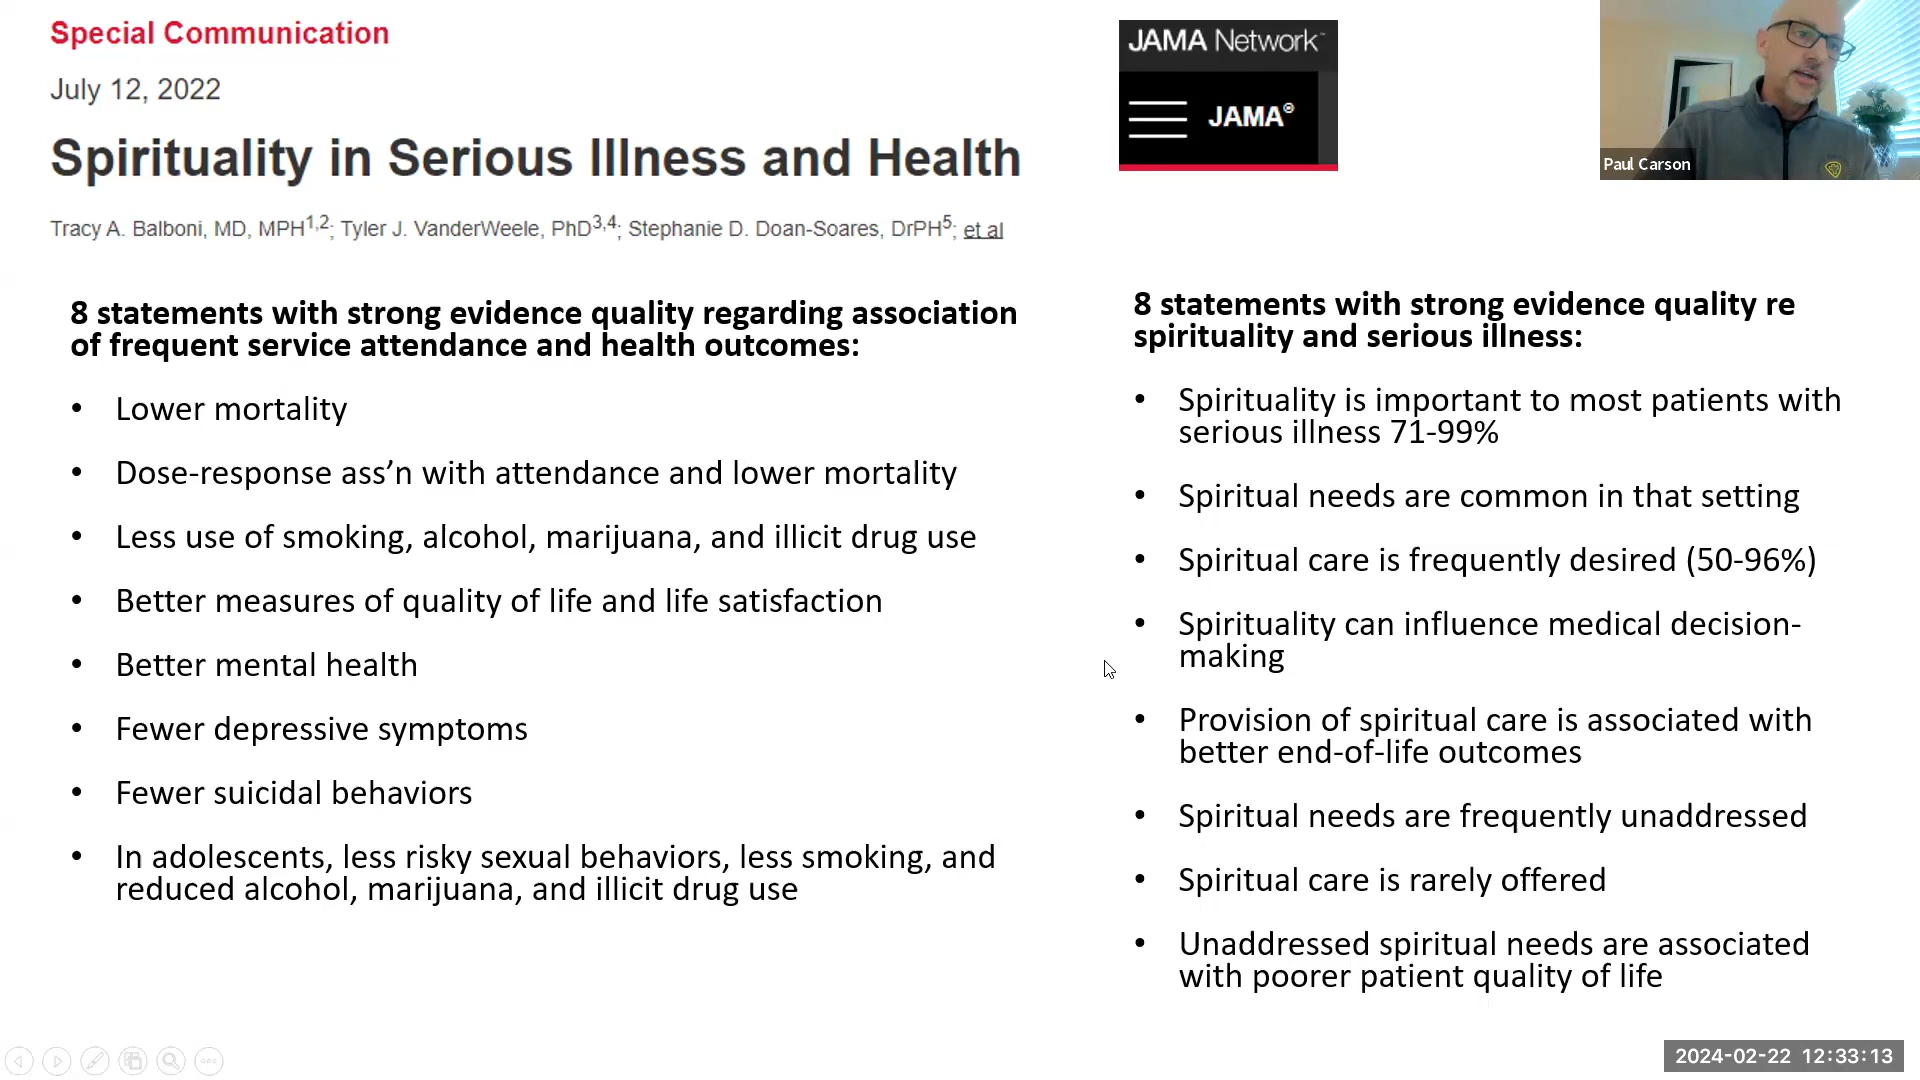 Special Communication
July 12, 2022
Spirituality in Serious Illness and Health
Tracy A. Balboni, MD, MPH1,2; Tyler J. VanderWeele, PhD3,4; Stephanie D. Doan-Soares, DrPH5; et al
JAMA Network™
JAMA®
Paul Carson
8 statements with strong evidence quality regarding association
of frequent service attendance and health outcomes:
• Lower mortality
• Dose-response ass’n with attendance and lower mortality
• Less use of smoking, alcohol, marijuana, and illicit drug use
• Better measures of quality of life and life satisfaction
• Better mental health
• Fewer depressive symptoms
• Fewer suicidal behaviors
• In adolescents, less risky sexual behaviors, less smoking, and
reduced alcohol, marijuana, and illicit drug use
8 statements with strong evidence quality re
spirituality and serious illness:
• Spirituality is important to most patients with
serious illness 71-99%
• Spiritual needs are common in that setting
• Spiritual care is frequently desired (50-96%)
• Spirituality can influence medical decision-
making
• Provision of spiritual care is associated with
better end-of-life outcomes
• Spiritual needs are frequently unaddressed
• Spiritual care is rarely offered
• Unaddressed spiritual needs are associated
with poorer patient quality of life
2024-02-22 12:33:13